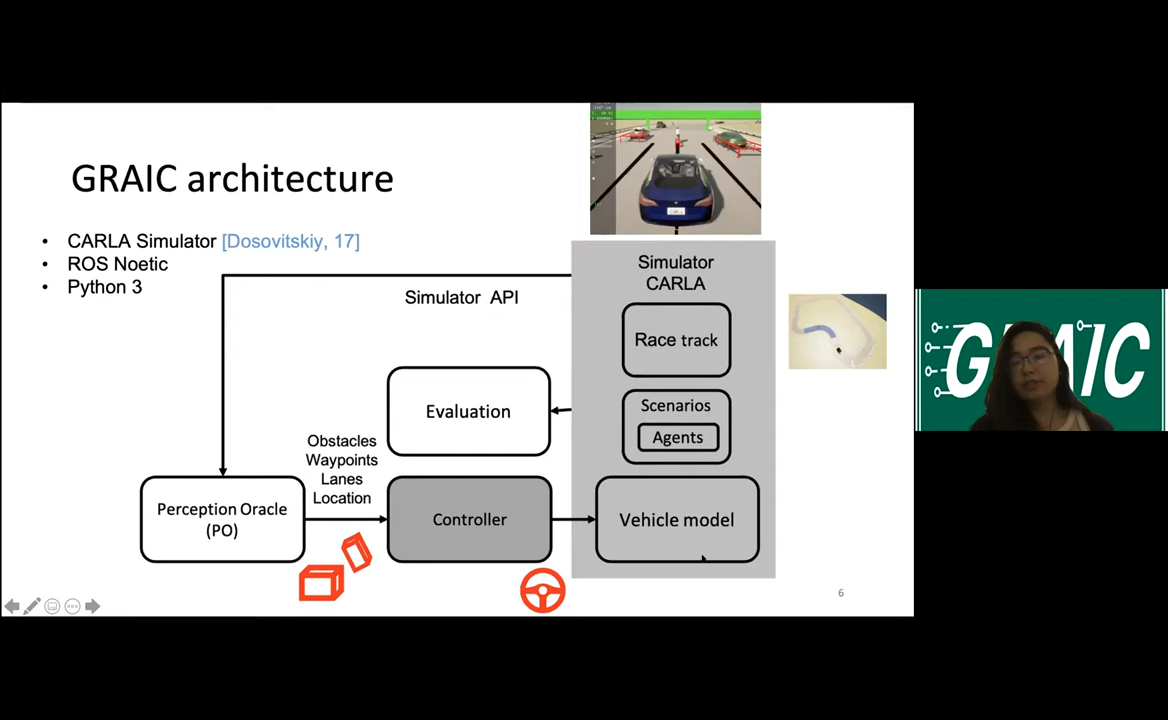 GRAIC architecture
• CARLA Simulator [Dosovitskiy, 17]
• ROS Noetic
• Python 3
Simulator API
Simulator
CARLA
Race track
Scenarios
Agents
Evaluation
Obstacles
Waypoints
Lanes
Location
Perception Oracle
(PO)
Controller
Vehicle model
6
GRAIC